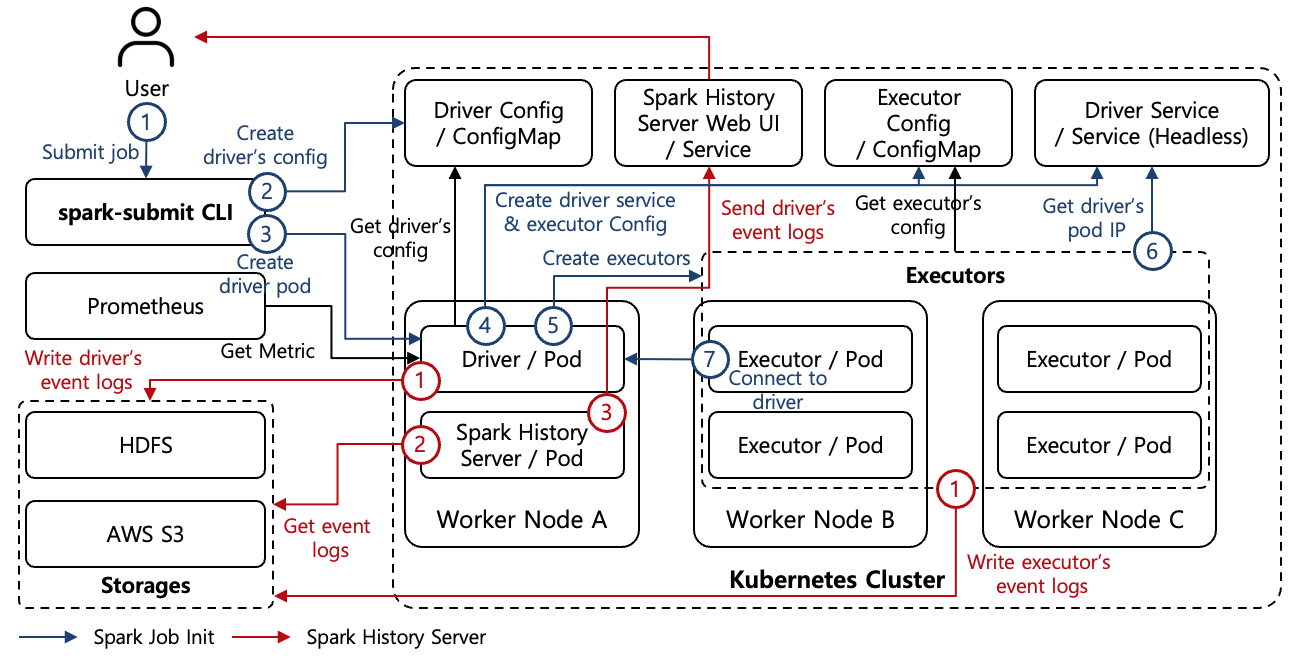 User
1
Submit job
Create
driver's config
spark-submit CLI
2
3
Create
driver pod
Prometheus
Get Metric
Write driver's
event logs
HDFS
AWS S3
Storages
Driver Config
/ ConfigMap
Spark History
Server Web UI
/ Service
Executor
Config
/ ConfigMap
Driver Service
/ Service (Headless)
Get driver's
config
Create driver service
& executor Config
Send driver's
event logs
Get executor's
config
Get driver's
pod IP
6
Create executors
Executors
4
5
Driver / Pod
1
3
2
Spark History
Server / Pod
Worker Node A
Get event
logs
7
Executor / Pod
Connect to
driver
Executor / Pod
Worker Node B
Executor / Pod
Executor / Pod
Worker Node C
1
Write executor's
event logs
Kubernetes Cluster
Spark Job Init
Spark History Server